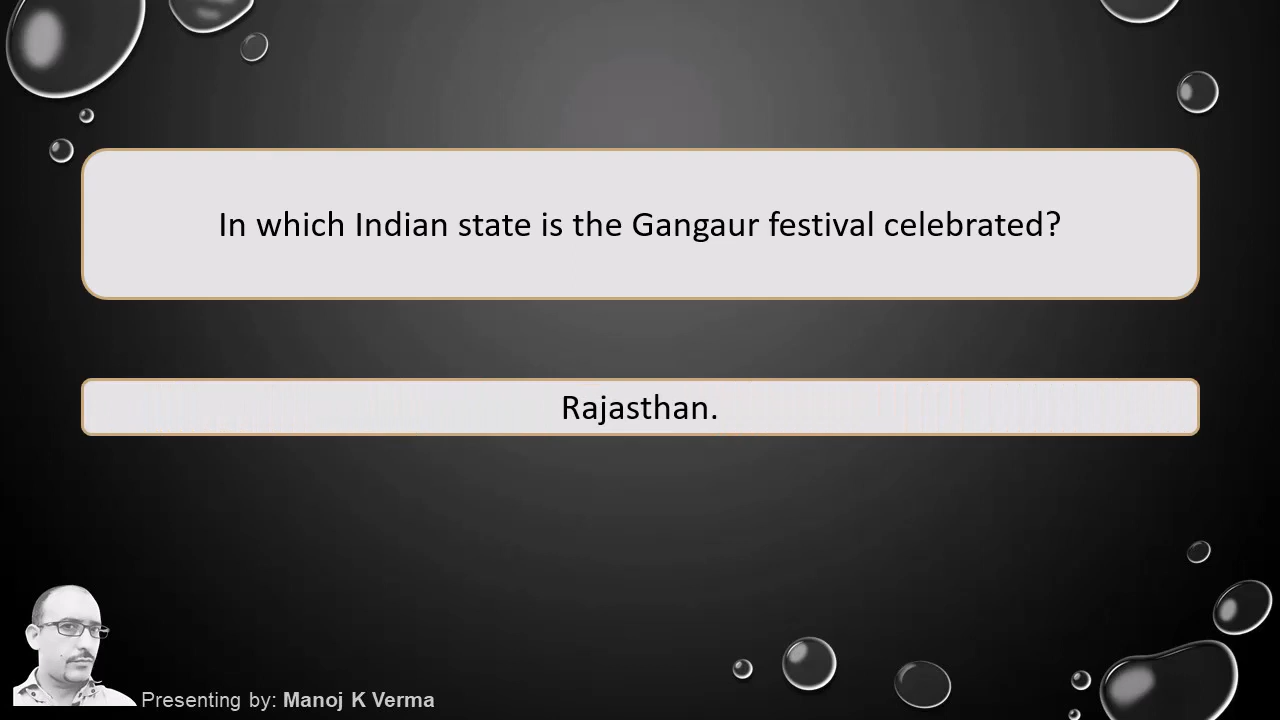 In which Indian state is the Gangaur festival celebrated?
Rajasthan.
Presenting by: Manoj K Verma